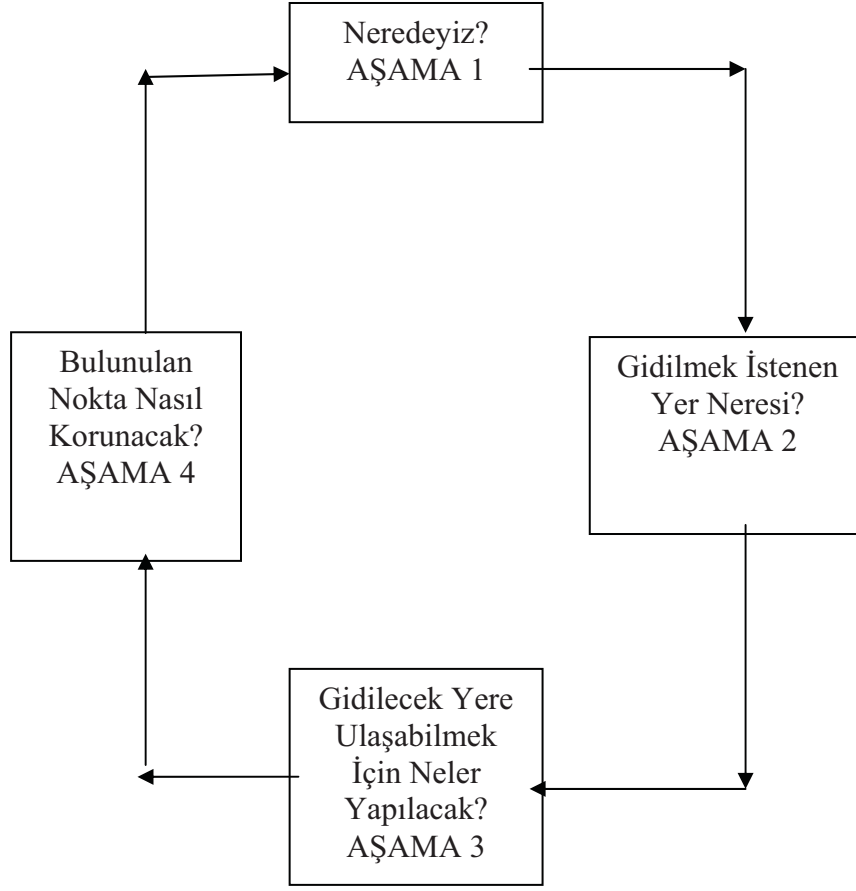 Neredeyiz?
AŞAMA 1
Gidilmek İstenen
Yer Neresi?
AŞAMA 2
Gidilecek Yere
Ulaşabilmek
İçin Neler
Yapılacak?
AŞAMA 3
Bulunulan
Nokta Nasıl
Korunacak?
AŞAMA 4